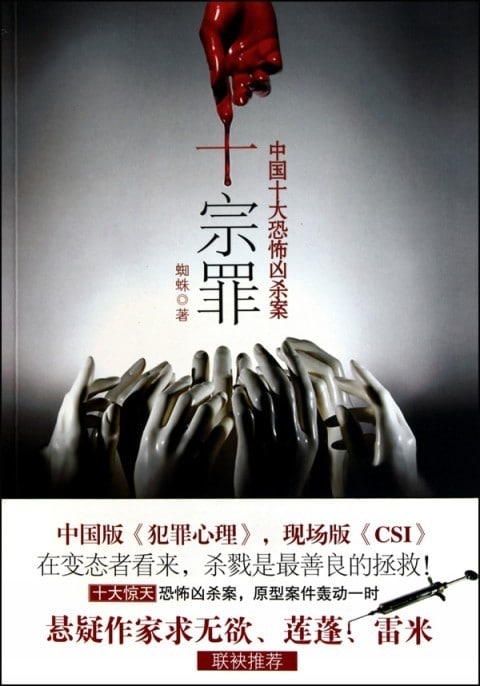 十宗罪
中国十大恐怖凶杀案
蜘蛛◎著
中国版《犯罪心理》，现场版《CSI》
在变态者看来，杀戮是最善良的拯救！
十大惊天恐怖凶杀案，原型案件轰动一时
悬疑作家求无欲、莲蓬、雷米
联袂推荐